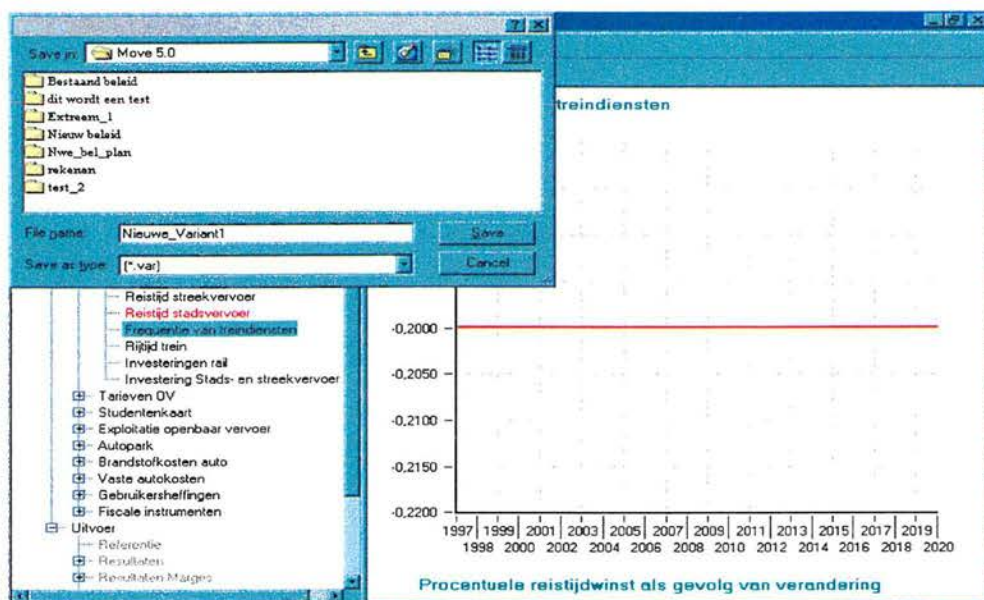 Save in: Move 5.0
Bestaand beleid
dit wordt een test
Extreem_1
Nieuw beleid
Nwe_bel_plan
rekenan
test_2
File name: Nieuwe_Variant1
Save
Save as type: (*.var)
Cancel
Reistijd streekvervoer
Reistijd stadsvervoer
Frequentie van treindiensten
Rijtijd trein
Investeringen rail
Investering Stads- en streekvervoer
Tarieven OV
Studentenkaart
Exploitatie openbaar vervoer
Autopark
Brandstofkosten auto
Vaste autokosten
Gebruikersheffingen
Fiscale instrumenten
Uitvoer
Referentie
Resultaten
Resultaten Marges
treindiensten
-0,2000
-0,2050
-0,2100
-0,2150
-0,2200
1997 1999 2001 2003 2005 2007 2009 2011 2013 2015 2017 2019
1998 2000 2002 2004 2006 2008 2010 2012 2014 2016 2018 2020
Procentuele reistijdwinst als gevolg van verandering